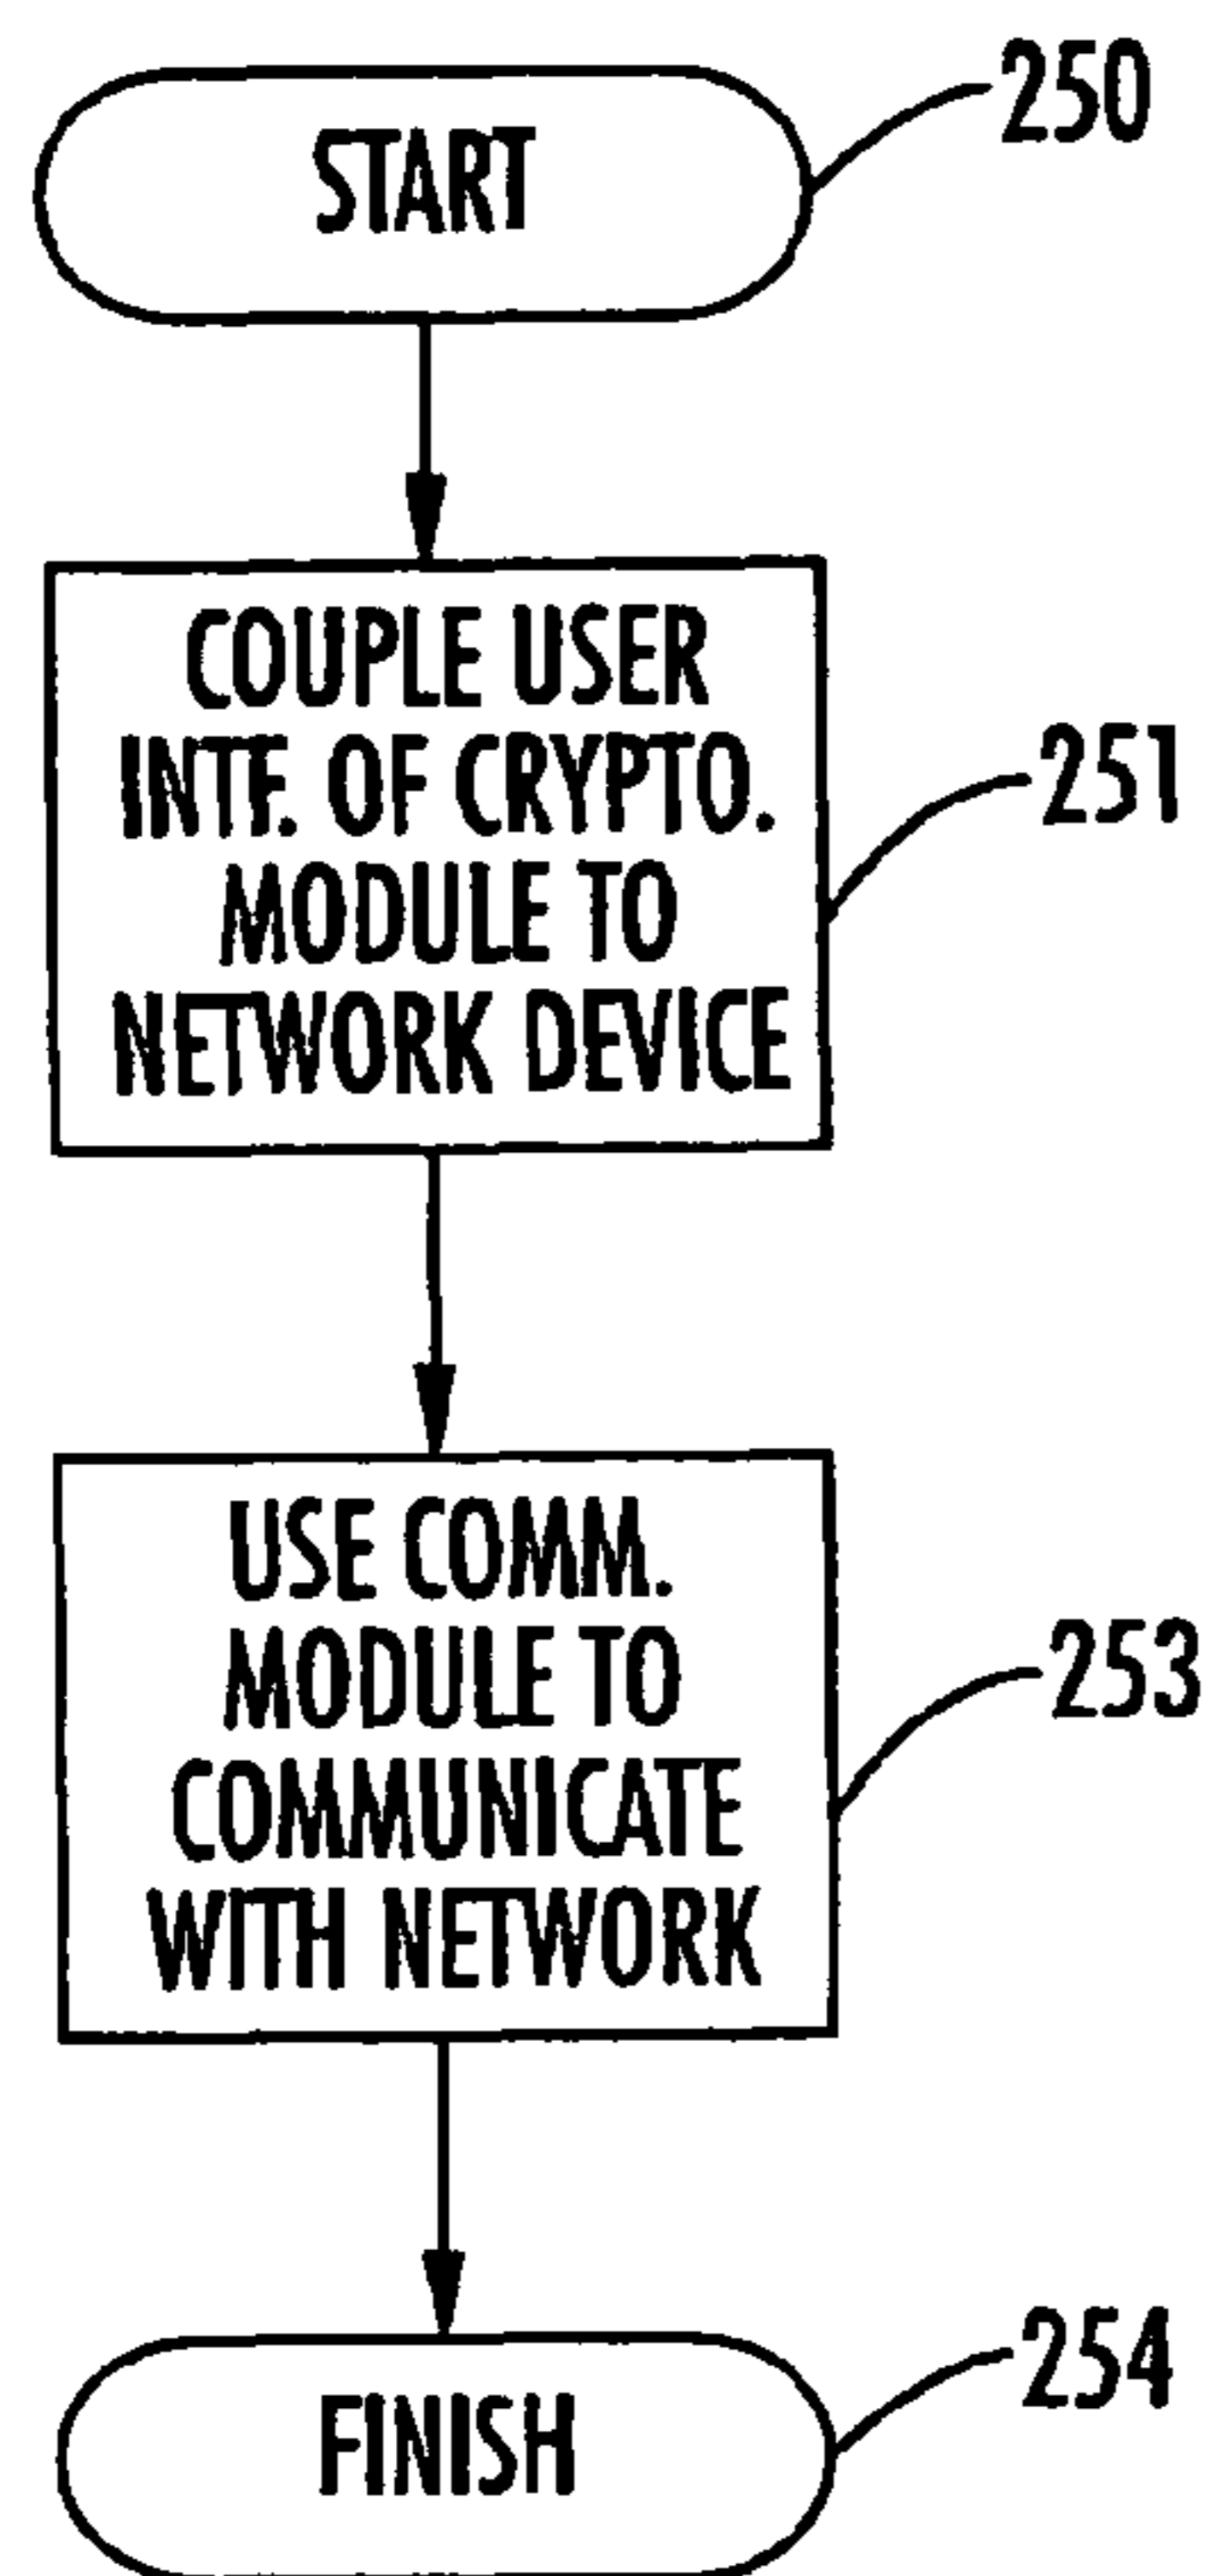 START
250
COUPLE USER
INTF. OF CRYPTO.
MODULE TO
NETWORK DEVICE
251
USE COMM.
MODULE TO
COMMUNICATE
WITH NETWORK
253
FINISH
254